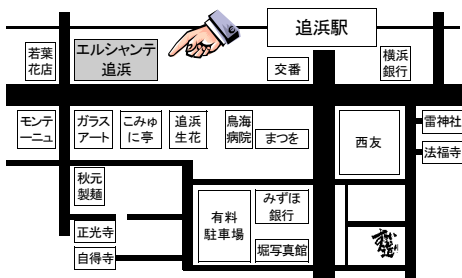 追浜駅
若葉
花店
エルシャンテ
追浜
交番
横浜
銀行
モンテ
ーニュ
ガラス
アート
こみゅ
に亭
追浜
生花
鳥海
病院
まつを
西友
雷神社
法福寺
秋元
製麺
有料
駐車場
みずほ
銀行
正光寺
自得寺
堀写真館